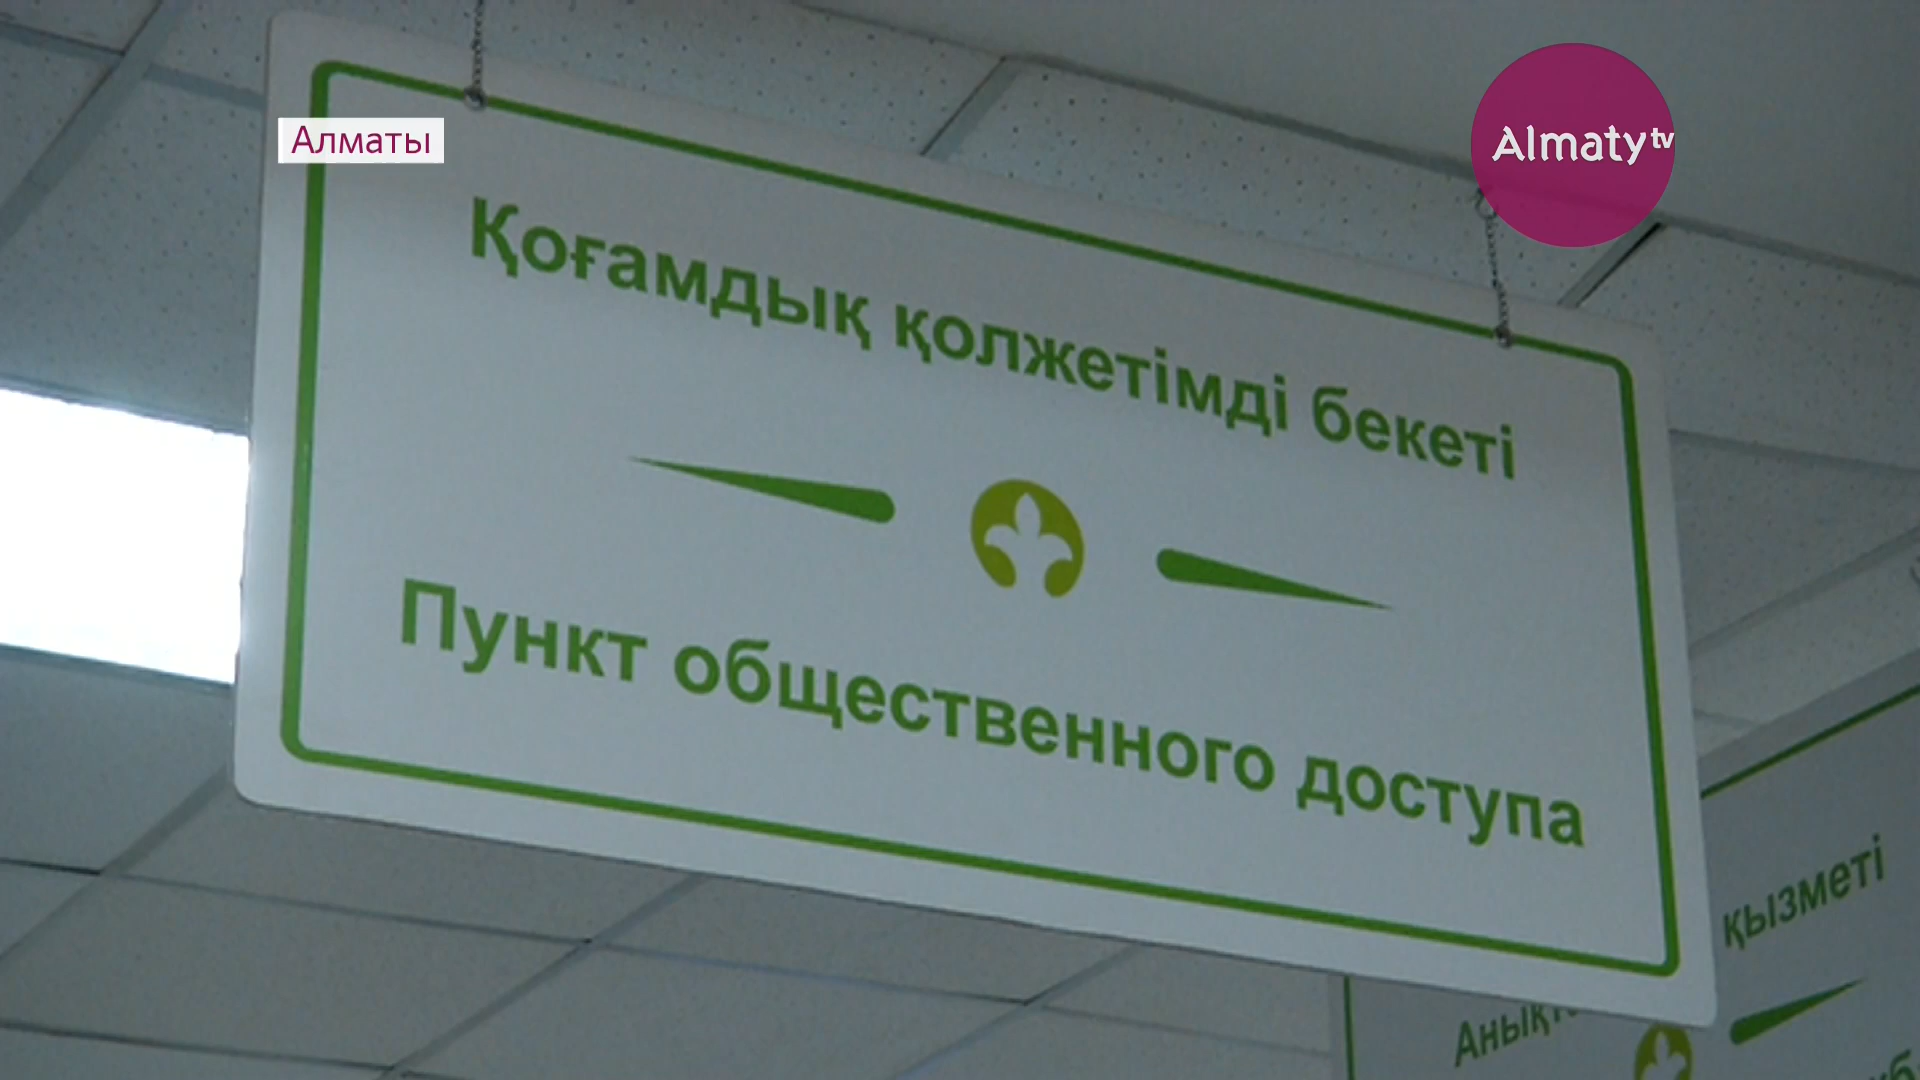 Алматы
Almaty tv
Қоғамдық қолжетімді бекеті
Пункт общественного доступа
қызметі